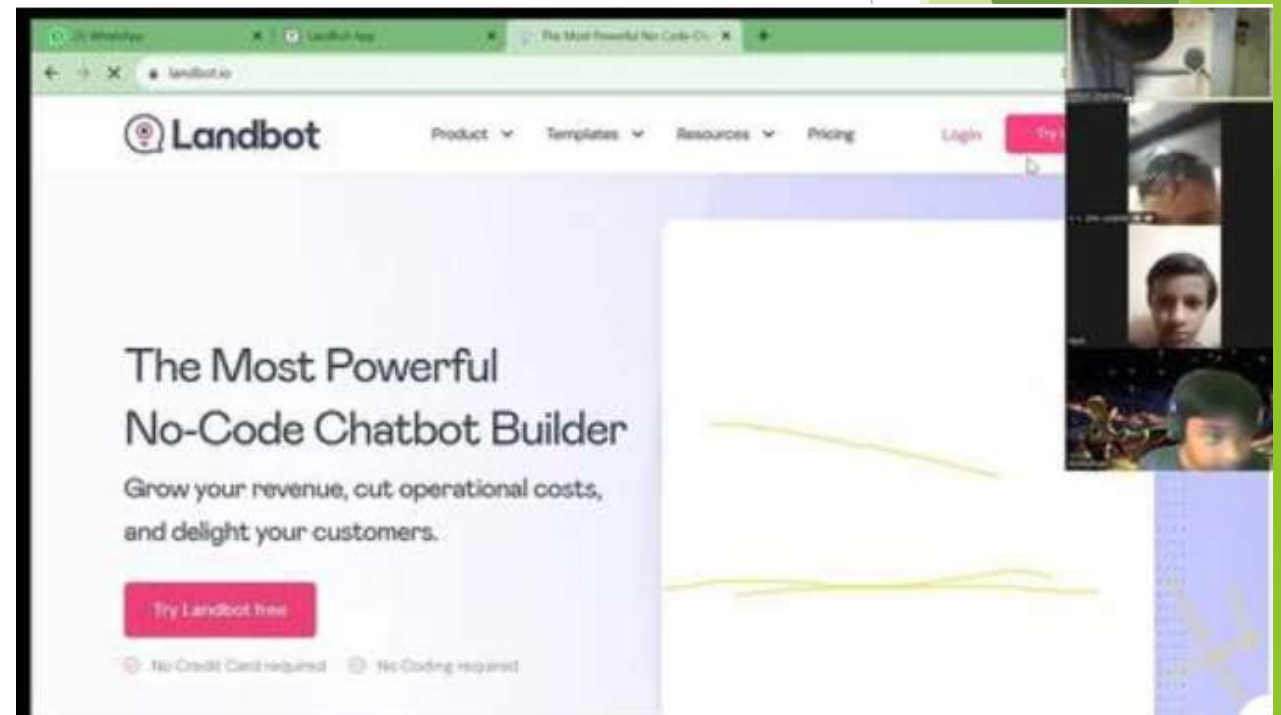 WhatsApp
Landbot App
The Most Powerful No-Code Ch
landbot.io
Landbot
Product
Templates
Resources
Pricing
Login
Try
The Most Powerful
No-Code Chatbot Builder
Grow your revenue, cut operational costs,
and delight your customers.
Try Landbot free
No Credit Card required
No Coding required